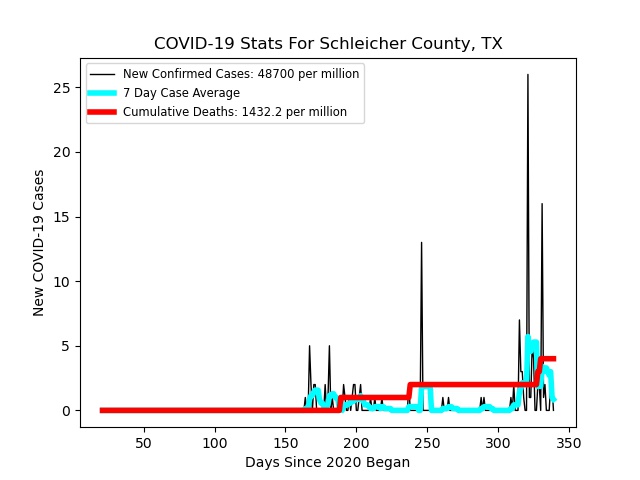 COVID-19 Stats For Schleicher County, TX
New Confirmed Cases: 48700 per million
7 Day Case Average
Cumulative Deaths: 1432.2 per million
New COVID-19 Cases
25
20
15
10
5
0
50 100 150 200 250 300 350
Days Since 2020 Began